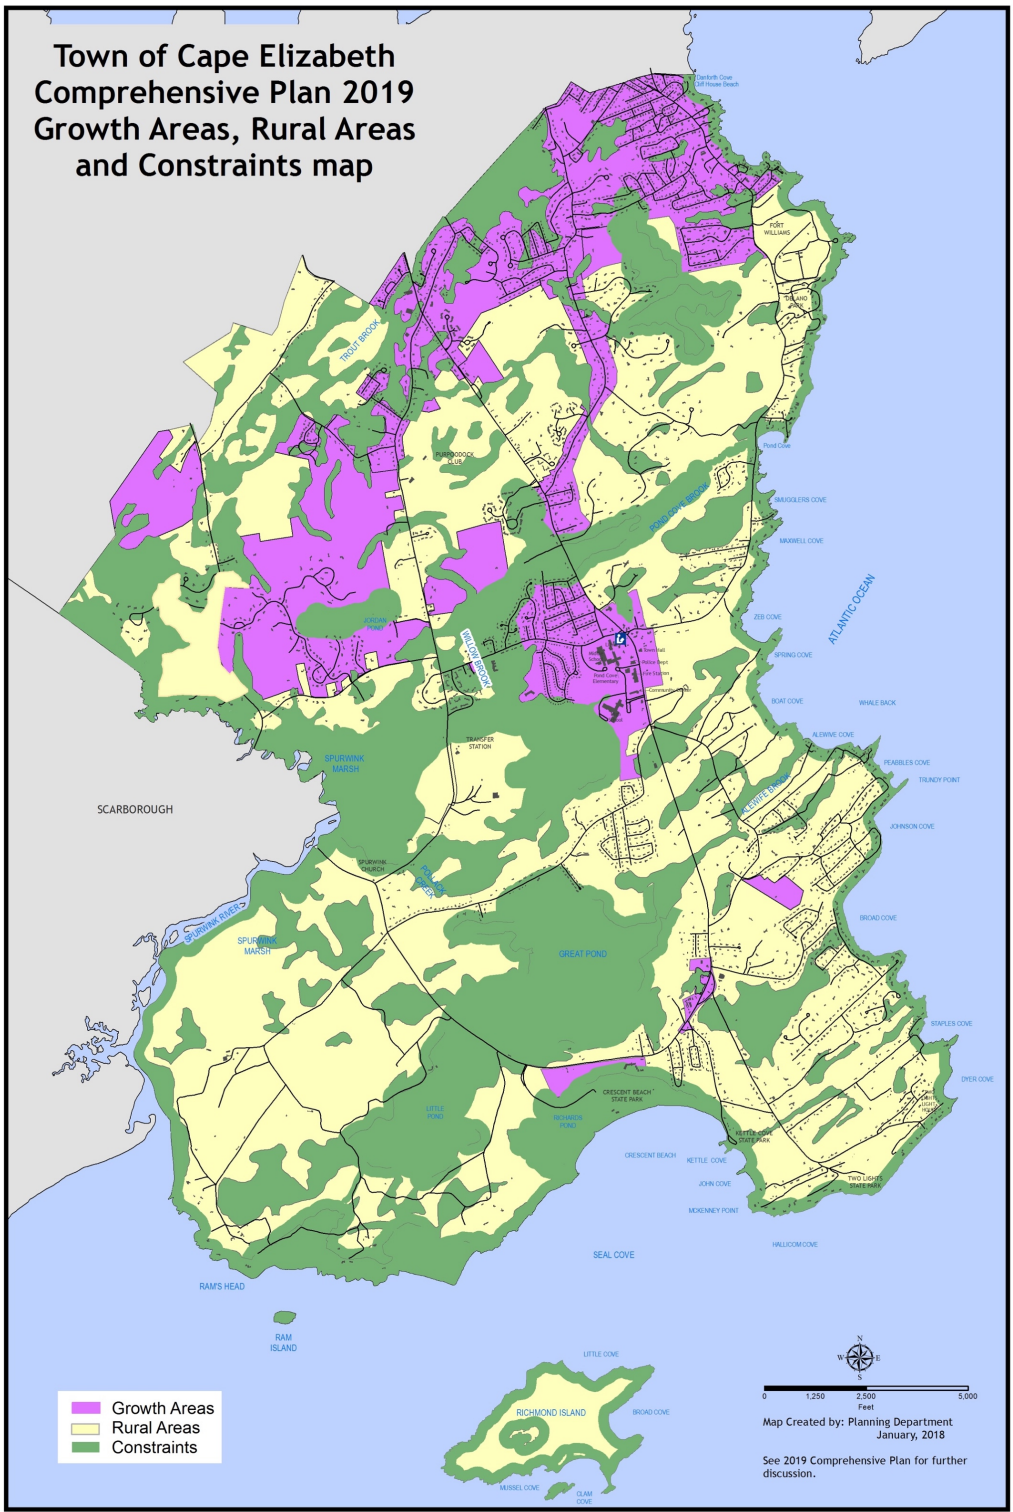 Town of Cape Elizabeth
Comprehensive Plan 2019
Growth Areas, Rural Areas
and Constraints map
Danforth Cove
Cliff House Beach
FORT
WILLIAMS
DELANO
PARK
TROUT BROOK
Pond Cove
PURPOODOCK
CLUB
POND COVE BROOK
SMUGGLERS COVE
MAXWELL COVE
ATLANTIC OCEAN
ZEB COVE
JORDAN
POND
WILLOW BROOK
Town Hall
Police Dept
Fire Station
Pond Cove
Elementary
Community Center
SPRING COVE
BOAT COVE
WHALE BACK
ALEWIVE COVE
TRANSFER
STATION
SPURWINK
MARSH
PEABBLES COVE
TRUNDY POINT
ALEWIFE BROOK
SCARBOROUGH
JOHNSON COVE
SPURWINK
CHURCH
POLLACK
CREEK
SPURWINK RIVER
BROAD COVE
SPURWINK
MARSH
GREAT POND
STAPLES COVE
DYER COVE
CRESCENT BEACH
STATE PARK
LITTLE
POND
RICHARDS
POND
KETTLE COVE
STATE PARK
CRESCENT BEACH
KETTLE COVE
JOHN COVE
TWO LIGHTS
STATE PARK
MCKENNEY POINT
HALLICOM COVE
SEAL COVE
RAM'S HEAD
RAM
ISLAND
LITTLE COVE
RICHMOND ISLAND
BROAD COVE
MUSSEL COVE
CLAM
COVE
Growth Areas
Rural Areas
Constraints
N
W
E
S
0 1,250 2,500 5,000
Feet
Map Created by: Planning Department
January, 2018
See 2019 Comprehensive Plan for further
discussion.